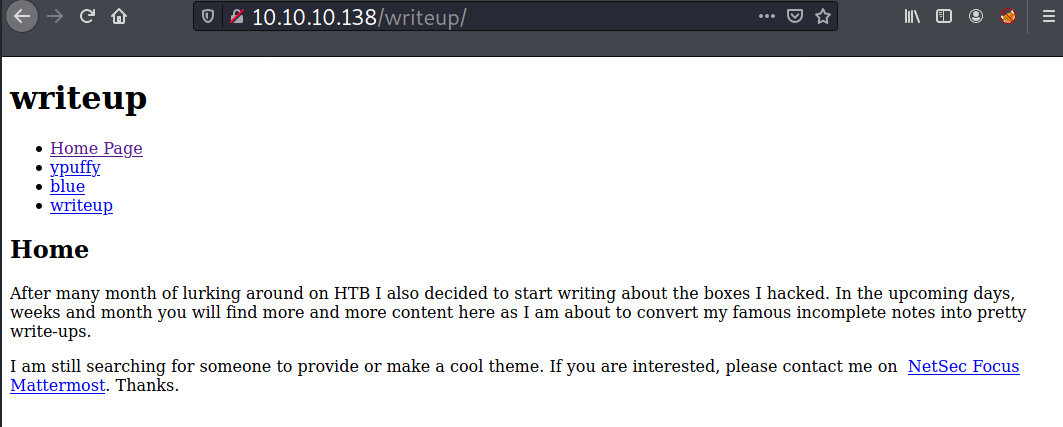 10.10.10.138/writeup/
writeup
Home Page
ypuffy
blue
writeup
Home
After many month of lurking around on HTB I also decided to start writing about the boxes I hacked. In the upcoming days,
weeks and month you will find more and more content here as I am about to convert my famous incomplete notes into pretty
write-ups.
I am still searching for someone to provide or make a cool theme. If you are interested, please contact me on  NetSec Focus
Mattermost. Thanks.